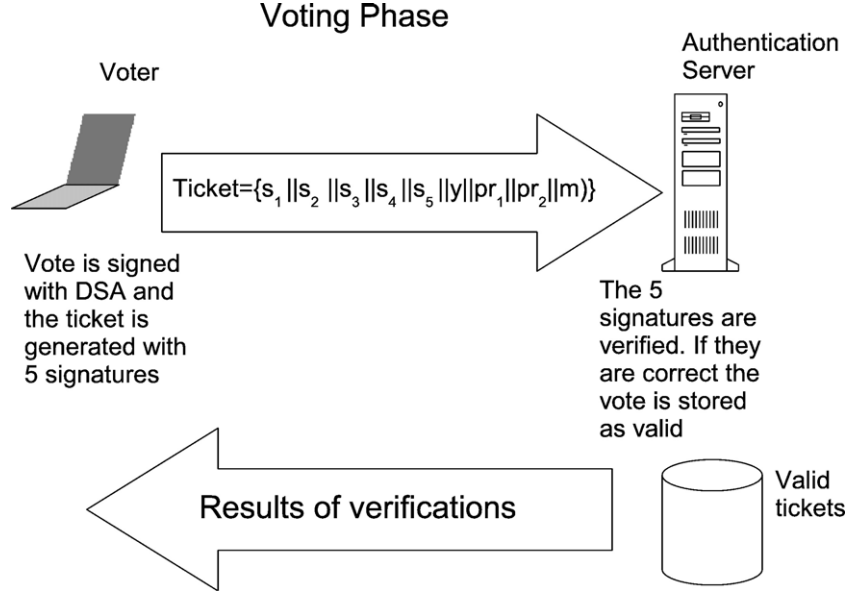 Voting Phase
Voter
Authentication
Server
Ticket={s₁||s₂ ||s₃||s₄||s₅||y||pr₁||pr₂||m)}
Vote is signed
with DSA and
the ticket is
generated with
5 signatures
The 5
signatures are
verified. If they
are correct the
vote is stored
as valid
Results of verifications
Valid
tickets